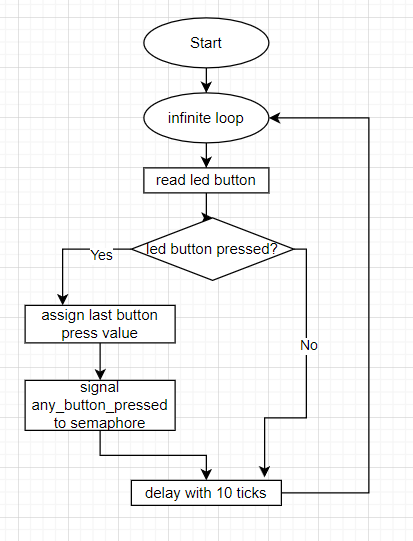 Start
infinite loop
read led button
led button pressed?
Yes
assign last button
press value
No
signal
any_button_pressed
to semaphore
delay with 10 ticks